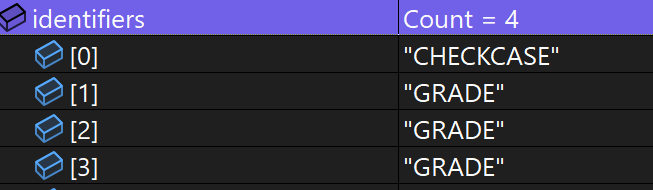 identifiers Count = 4
[0] "CHECKCASE"
[1] "GRADE"
[2] "GRADE"
[3] "GRADE"